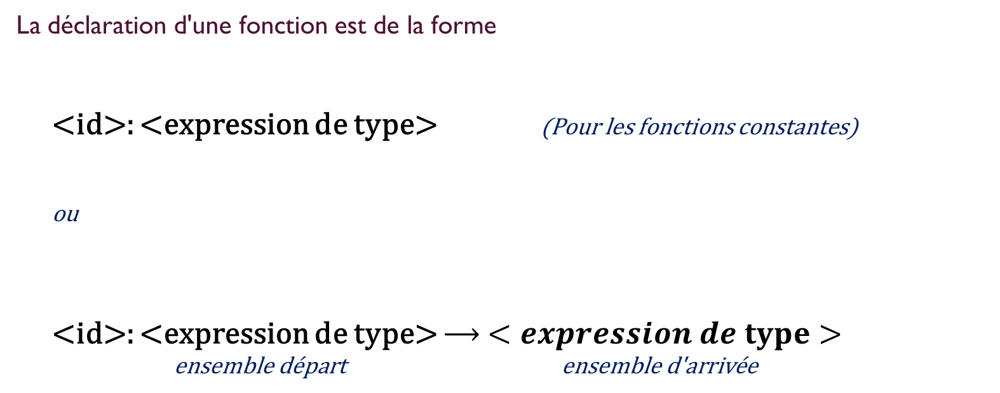 La déclaration d'une fonction est de la forme
<id>: <expression de type> (Pour les fonctions constantes)
ou
<id>: <expression de type> ⟶ < expression de type >
ensemble départ ensemble d'arrivée